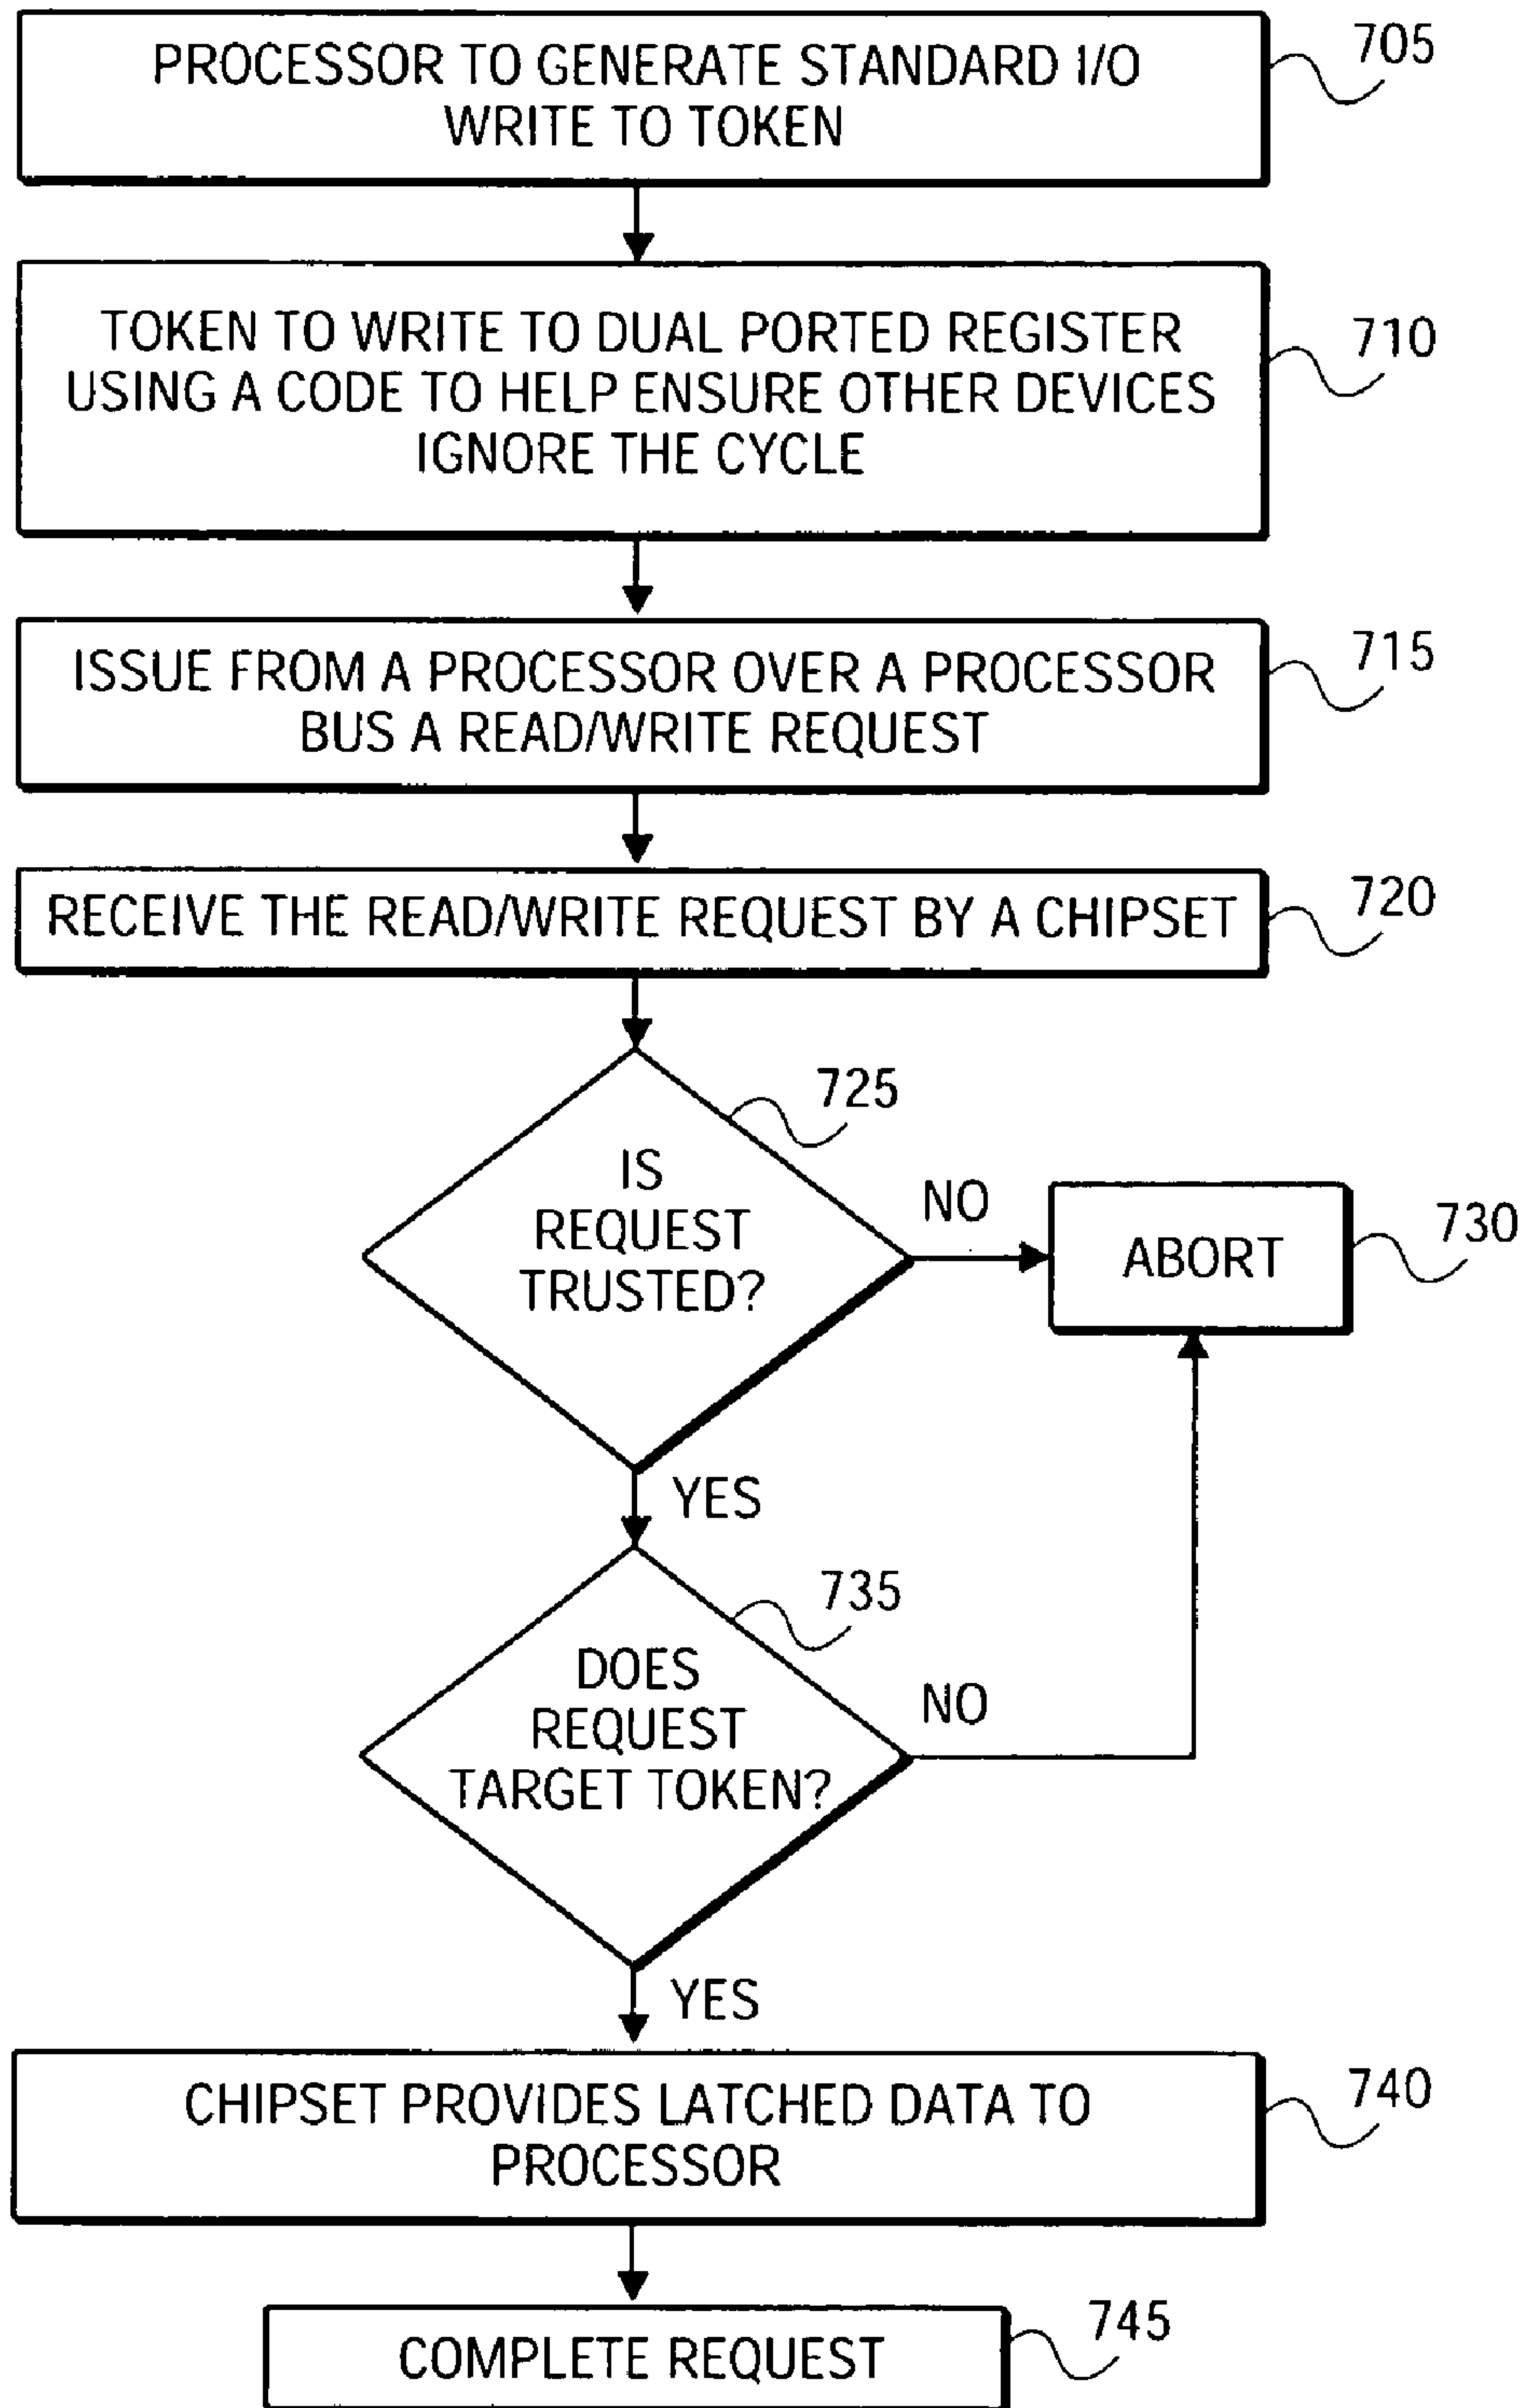 PROCESSOR TO GENERATE STANDARD I/O
WRITE TO TOKEN
705
TOKEN TO WRITE TO DUAL PORTED REGISTER
USING A CODE TO HELP ENSURE OTHER DEVICES
IGNORE THE CYCLE
710
ISSUE FROM A PROCESSOR OVER A PROCESSOR
BUS A READ/WRITE REQUEST
715
RECEIVE THE READ/WRITE REQUEST BY A CHIPSET
720
725
IS
REQUEST
TRUSTED?
NO
ABORT
730
YES
735
DOES
REQUEST
TARGET TOKEN?
NO
YES
CHIPSET PROVIDES LATCHED DATA TO
PROCESSOR
740
COMPLETE REQUEST
745